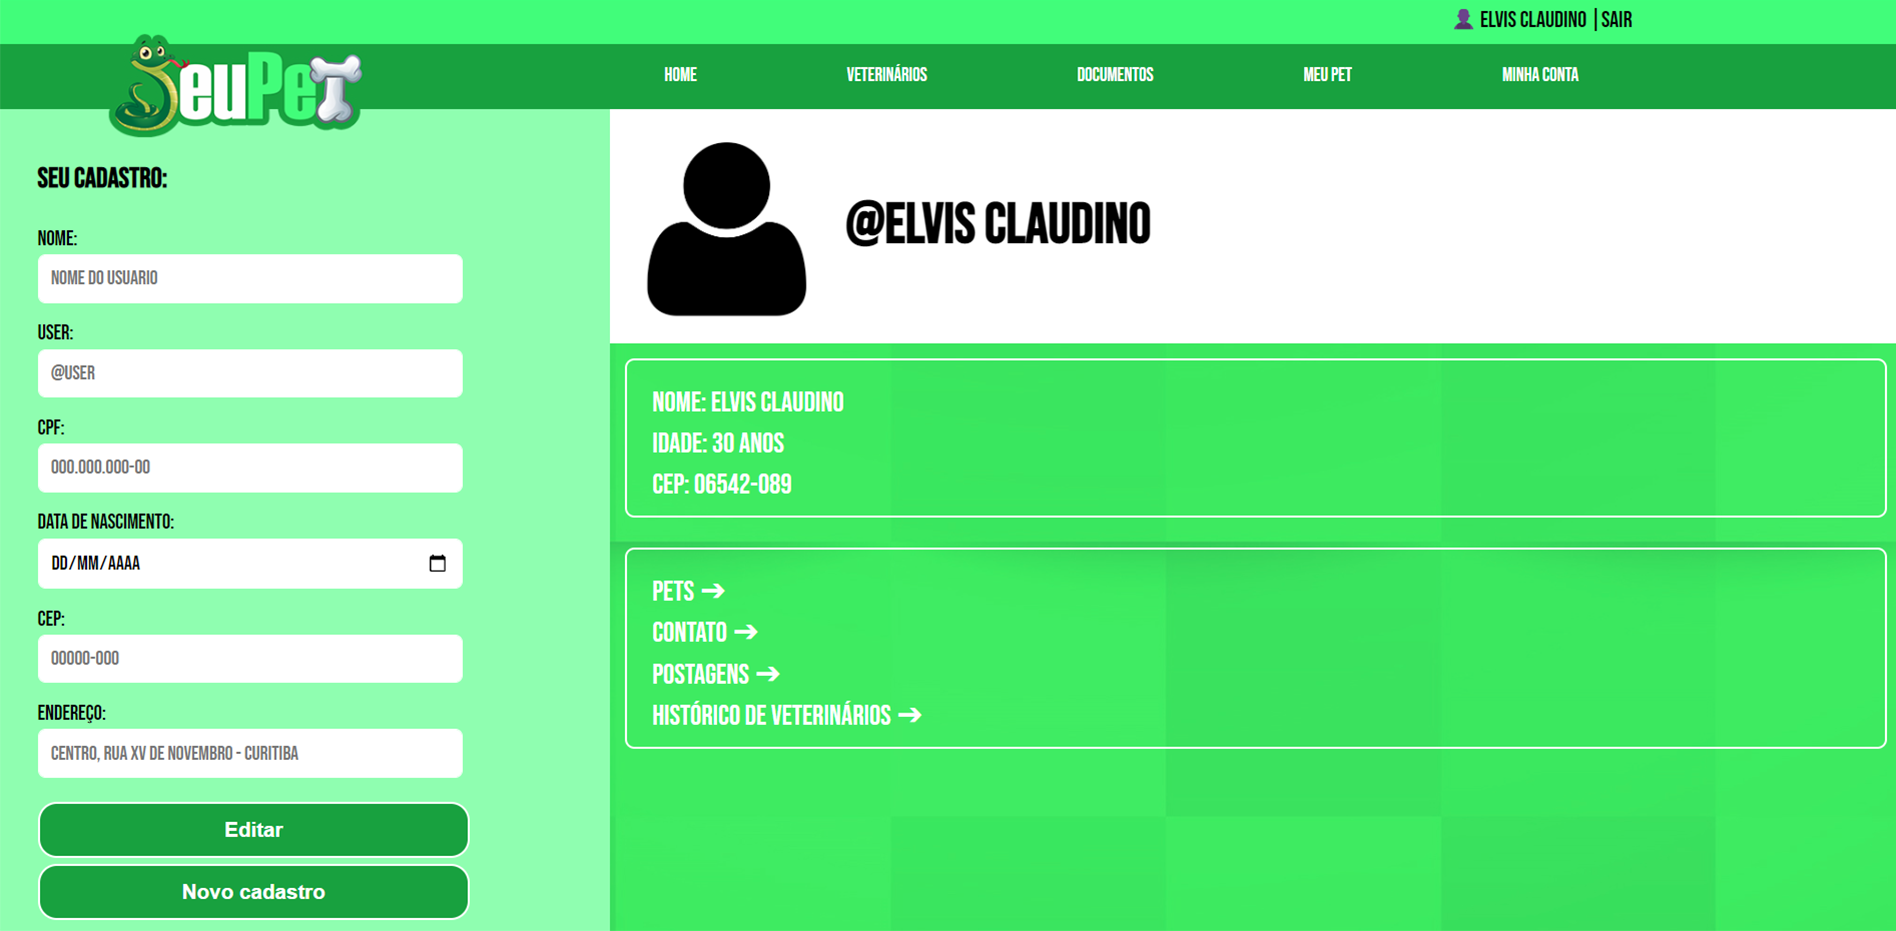 ELVIS CLAUDINO | SAIR
SeuPet
HOME VETERINÁRIOS DOCUMENTOS MEU PET MINHA CONTA
SEU CADASTRO:
NOME:
NOME DO USUARIO
USER:
@USER
CPF:
000.000.000-00
DATA DE NASCIMENTO:
DD/MM/AAAA
CEP:
00000-000
ENDEREÇO:
CENTRO, RUA XV DE NOVEMBRO - CURITIBA
Editar
Novo cadastro
@ELVIS CLAUDINO
NOME: ELVIS CLAUDINO
IDADE: 30 ANOS
CEP: 06542-089
PETS ➔
CONTATO ➔
POSTAGENS ➔
HISTÓRICO DE VETERINÁRIOS ➔